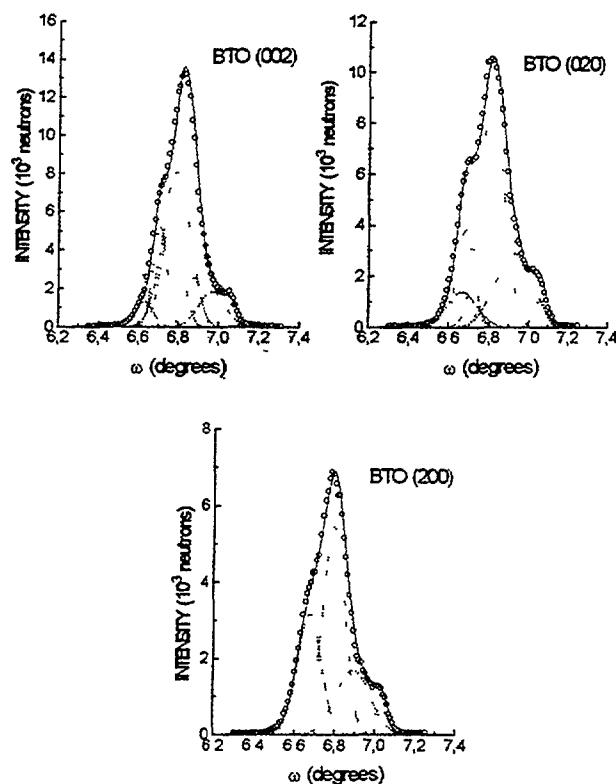 BTO (002)
INTENSITY (10³ neutrons)
16
14
12
10
8
6
4
2
0
6,2 6,4 6,6 6,8 7,0 7,2 7,4
ω (degrees)
BTO (020)
INTENSITY (10³ neutrons)
12
10
8
6
4
2
0
6,2 6,4 6,6 6,8 7 0 7,2 7,4
ω (degrees)
BTO (200)
INTENSITY (10³ neutrons)
8
6
4
2
0
6 2 6 4 6 6 6,8 7,0 7,2 7,4
ω (degrees)